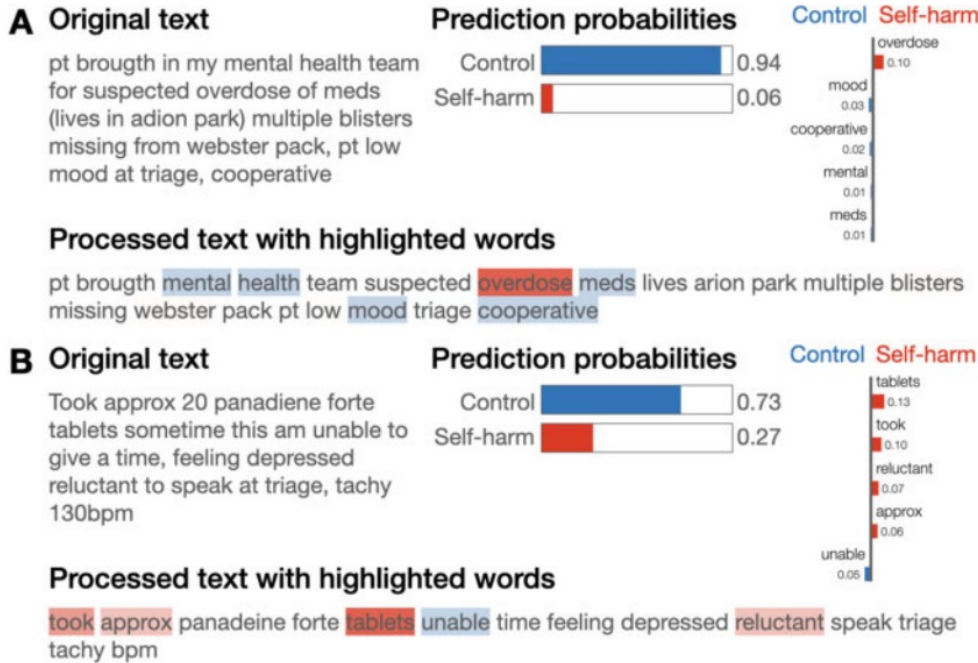 A Original text
pt brougth in my mental health team
for suspected overdose of meds
(lives in adion park) multiple blisters
missing from webster pack, pt low
mood at triage, cooperative
Prediction probabilities
Control 0.94
Self-harm 0.06
Control Self-harm
overdose
0.10
mood
0.03
cooperative
0.02
mental
0.01
meds
0.01
Processed text with highlighted words
pt brougth mental health team suspected overdose meds lives arion park multiple blisters
missing webster pack pt low mood triage cooperative
B Original text
Took approx 20 panadiene forte
tablets sometime this am unable to
give a time, feeling depressed
reluctant to speak at triage, tachy
130bpm
Prediction probabilities
Control 0.73
Self-harm 0.27
Control Self-harm
tablets
0.13
took
0.10
reluctant
0.07
approx
0.06
unable
0.05
Processed text with highlighted words
took approx panadeine forte tablets unable time feeling depressed reluctant speak triage
tachy bpm